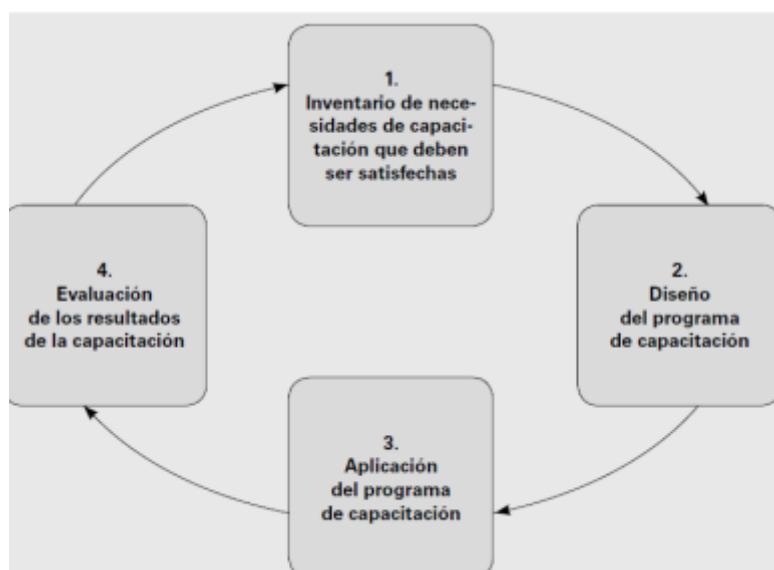 1.
Inventario de nece-
sidades de capaci-
tación que deben
ser satisfechas
2.
Diseño
del programa
de capacitación
3.
Aplicación
del programa
de capacitación
4.
Evaluación
de los resultados
de la capacitación